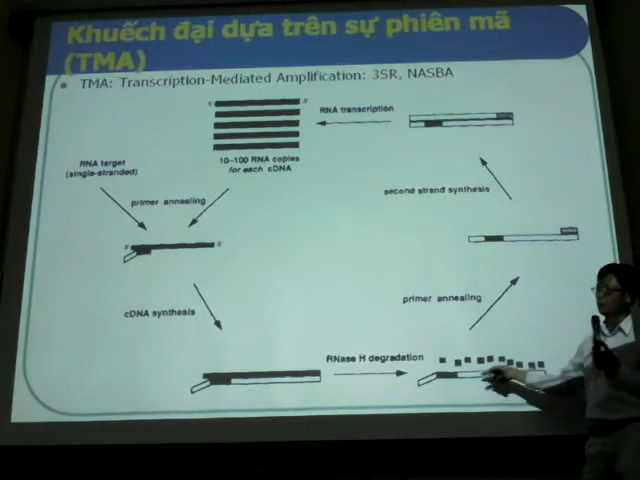 Khuếch đại dựa trên sự phiên mã
(TMA)
TMA: Transcription-Mediated Amplification: 3SR, NASBA
RNA transcription
10–100 RNA copies
for each cDNA
RNA target
(single-stranded)
primer annealing
second strand synthesis
cDNA synthesis
primer annealing
RNase H degradation